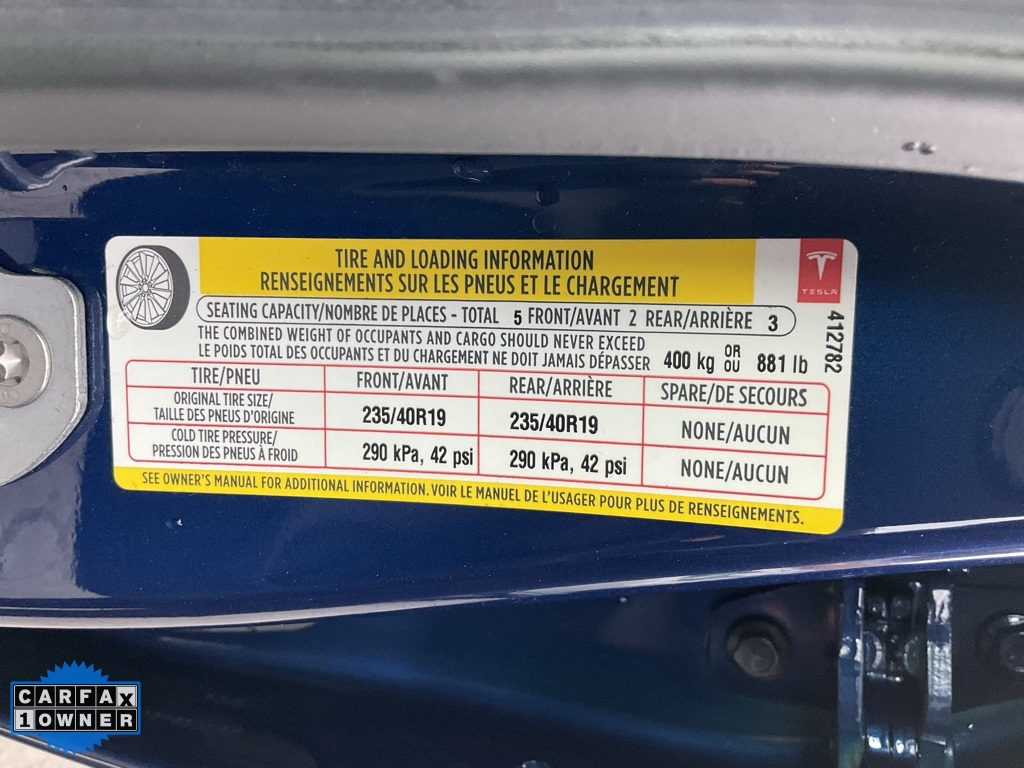 TIRE AND LOADING INFORMATION
RENSEIGNEMENTS SUR LES PNEUS ET LE CHARGEMENT
TESLA
SEATING CAPACITY/NOMBRE DE PLACES - TOTAL 5 FRONT/AVANT 2 REAR/ARRIÈRE 3
THE COMBINED WEIGHT OF OCCUPANTS AND CARGO SHOULD NEVER EXCEED
LE POIDS TOTAL DES OCCUPANTS ET DU CHARGEMENT NE DOIT JAMAIS DÉPASSER 400 kg OR OU 881 lb
412782
TIRE/PNEU FRONT/AVANT REAR/ARRIÈRE SPARE/DE SECOURS
ORIGINAL TIRE SIZE/
TAILLE DES PNEUS D'ORIGINE 235/40R19 235/40R19 NONE/AUCUN
COLD TIRE PRESSURE/
PRESSION DES PNEUS À FROID 290 kPa, 42 psi 290 kPa, 42 psi NONE/AUCUN
SEE OWNER'S MANUAL FOR ADDITIONAL INFORMATION. VOIR LE MANUEL DE L'USAGER POUR PLUS DE RENSEIGNEMENTS.
CARFAX
1 OWNER